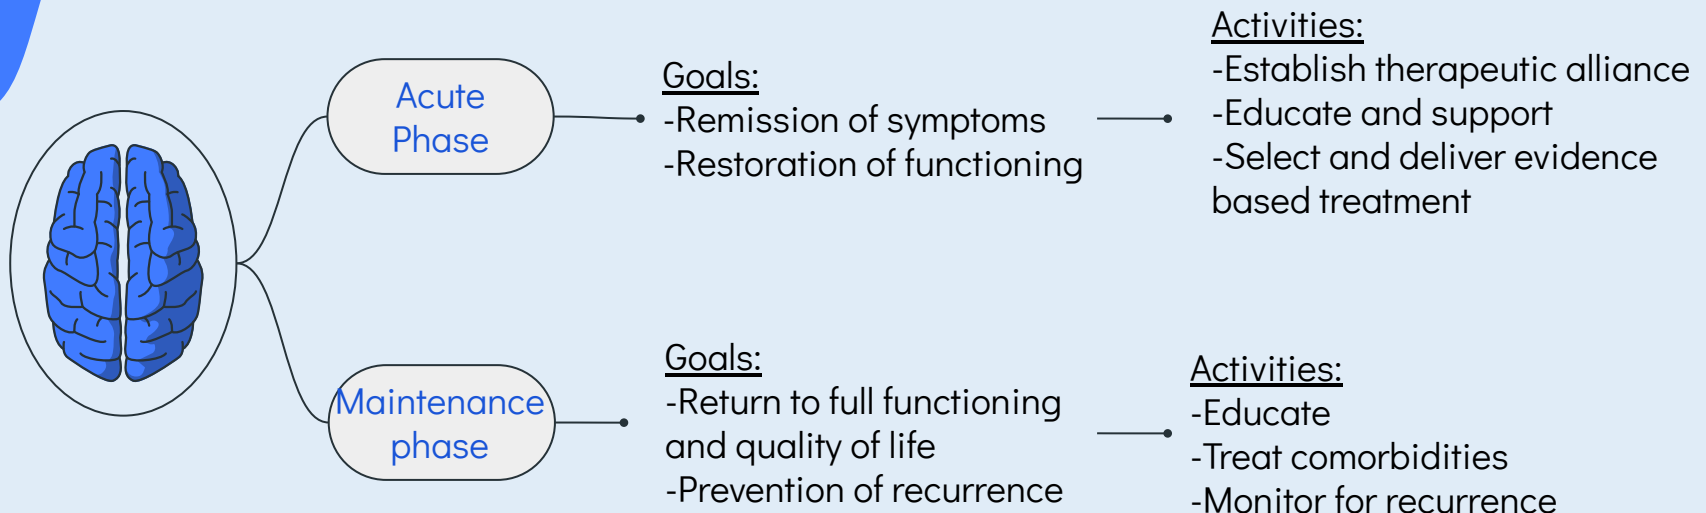 Acute
Phase
Goals:
-Remission of symptoms
-Restoration of functioning
Activities:
-Establish therapeutic alliance
-Educate and support
-Select and deliver evidence
based treatment
Maintenance
phase
Goals:
-Return to full functioning
and quality of life
-Prevention of recurrence
Activities:
-Educate
-Treat comorbidities
-Monitor for recurrence